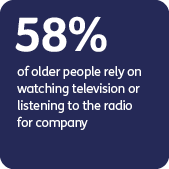 58%
of older people rely on
watching television or
listening to the radio
for company